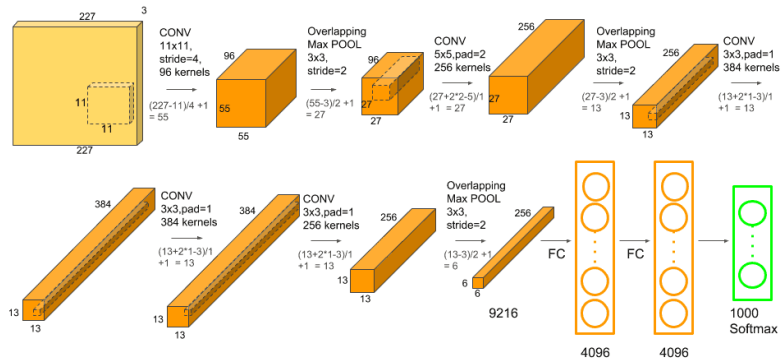 227
3
11
11
227
CONV
11x11,
stride=4,
96 kernels
(227-11)/4 +1
= 55
96
55
55
Overlapping
Max POOL
3x3,
stride=2
(55-3)/2 +1
= 27
96
27
27
CONV
5x5,pad=2
256 kernels
(27+2*2-5)/1
+1 = 27
256
27
27
Overlapping
Max POOL
3x3,
stride=2
(27-3)/2 +1
= 13
256
13
13
CONV
3x3,pad=1
384 kernels
(13+2*1-3)/1
+1 = 13
384
13
13
CONV
3x3,pad=1
384 kernels
(13+2*1-3)/1
+1 = 13
384
13
13
CONV
3x3,pad=1
256 kernels
(13+2*1-3)/1
+1 = 13
256
13
13
Overlapping
Max POOL
3x3,
stride=2
(13-3)/2 +1
= 6
256
6
6
9216
FC
4096
FC
4096
1000
Softmax